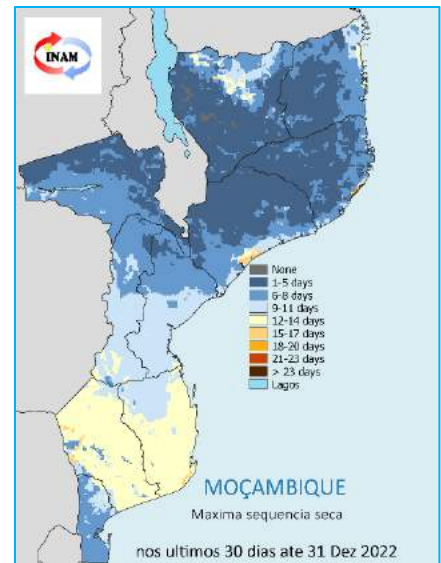 INAM
None
1-5 days
6-8 days
9-11 days
12-14 days
15-17 days
18-20 days
21-23 days
> 23 days
Lagos
MOÇAMBIQUE
Maxima sequencia seca
nos ultimos 30 dias ate 31 Dez 2022